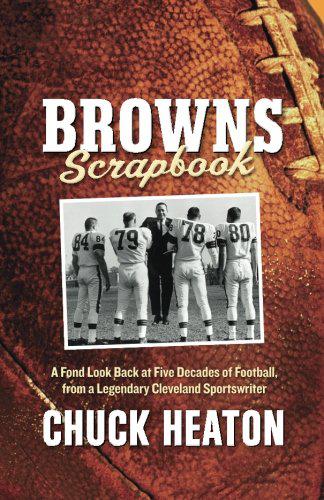 BROWNS
Scrapbook
84 84 79 78 80
A Fond Look Back at Five Decades of Football,
from a Legendary Cleveland Sportswriter
CHUCK HEATON